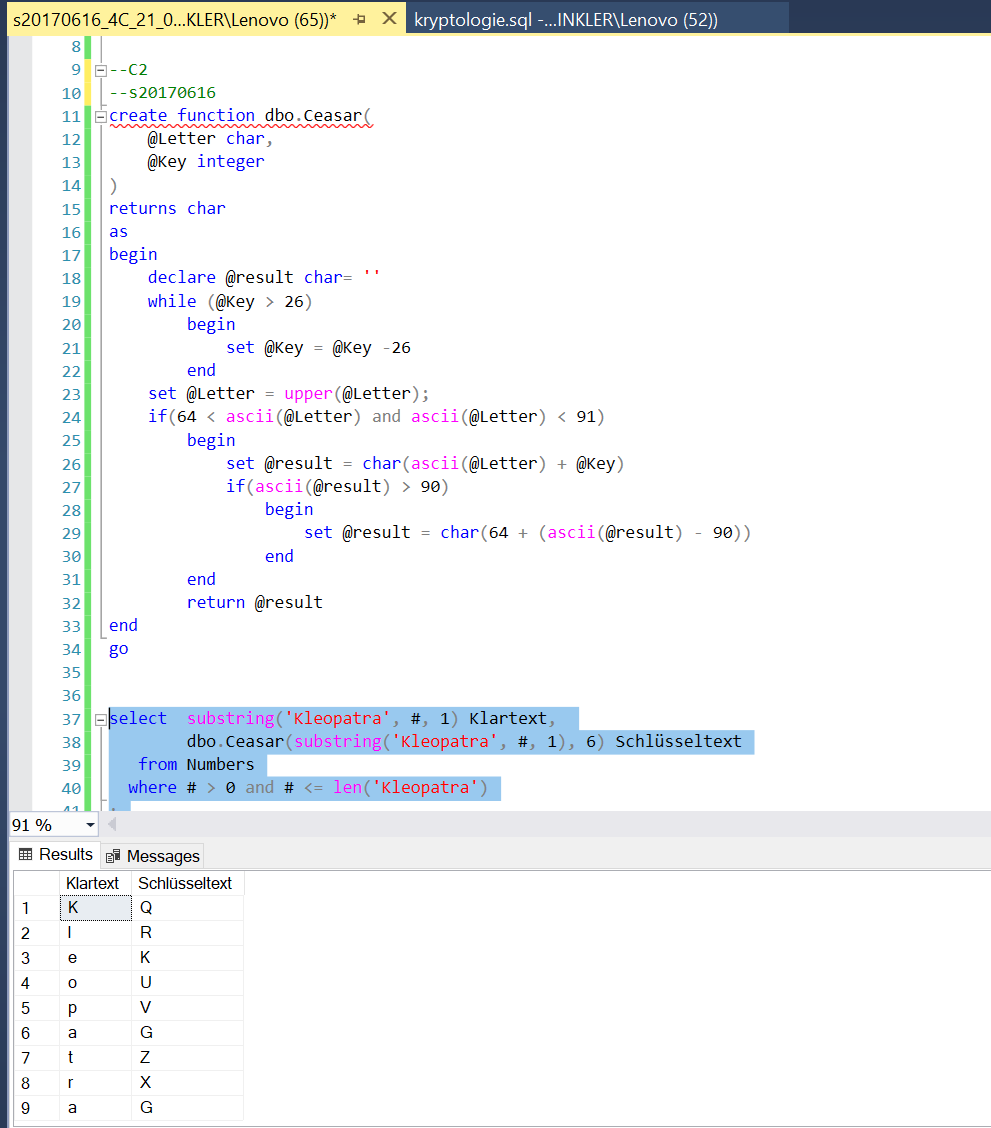 s20170616_4C_21_0...KLER\Lenovo (65))* kryptologie.sql -...INKLER\Lenovo (52))
8
9 --C2
10 --s20170616
11 create function dbo.Ceasar(
12 @Letter char,
13 @Key integer
14 )
15 returns char
16 as
17 begin
18 declare @result char= ''
19 while (@Key > 26)
20 begin
21 set @Key = @Key -26
22 end
23 set @Letter = upper(@Letter);
24 if(64 < ascii(@Letter) and ascii(@Letter) < 91)
25 begin
26 set @result = char(ascii(@Letter) + @Key)
27 if(ascii(@result) > 90)
28 begin
29 set @result = char(64 + (ascii(@result) - 90))
30 end
31 end
32 return @result
33 end
34 go
35
36
37 select substring('Kleopatra', #, 1) Klartext,
38 dbo.Ceasar(substring('Kleopatra', #, 1), 6) Schlüsseltext
39 from Numbers
40 where # > 0 and # <= len('Kleopatra')
41
91 %
Results Messages
Klartext Schlüsseltext
1 K Q
2 l R
3 e K
4 o U
5 p V
6 a G
7 t Z
8 r X
9 a G